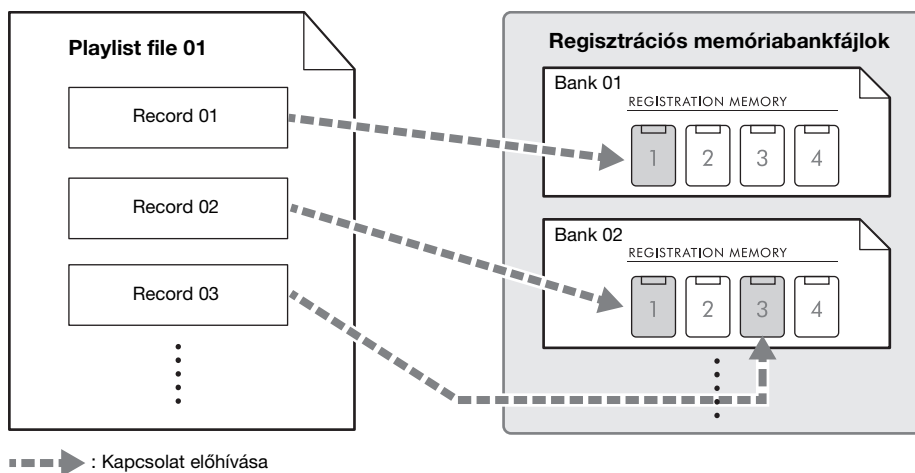 Playlist file 01
Record 01
Record 02
Record 03
Regisztrációs memóriabankfájlok
Bank 01
REGISTRATION MEMORY
1 2 3 4
Bank 02
REGISTRATION MEMORY
1 2 3 4
: Kapcsolat előhívása